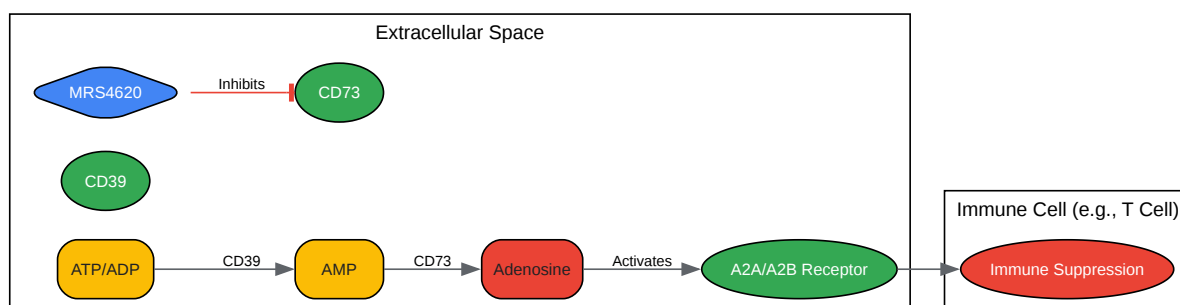 Extracellular Space
MRS4620
Inhibits
CD73
CD39
Immune Cell (e.g., T Cell)
ATP/ADP
CD39
AMP
CD73
Adenosine
Activates
A2A/A2B Receptor
Immune Suppression